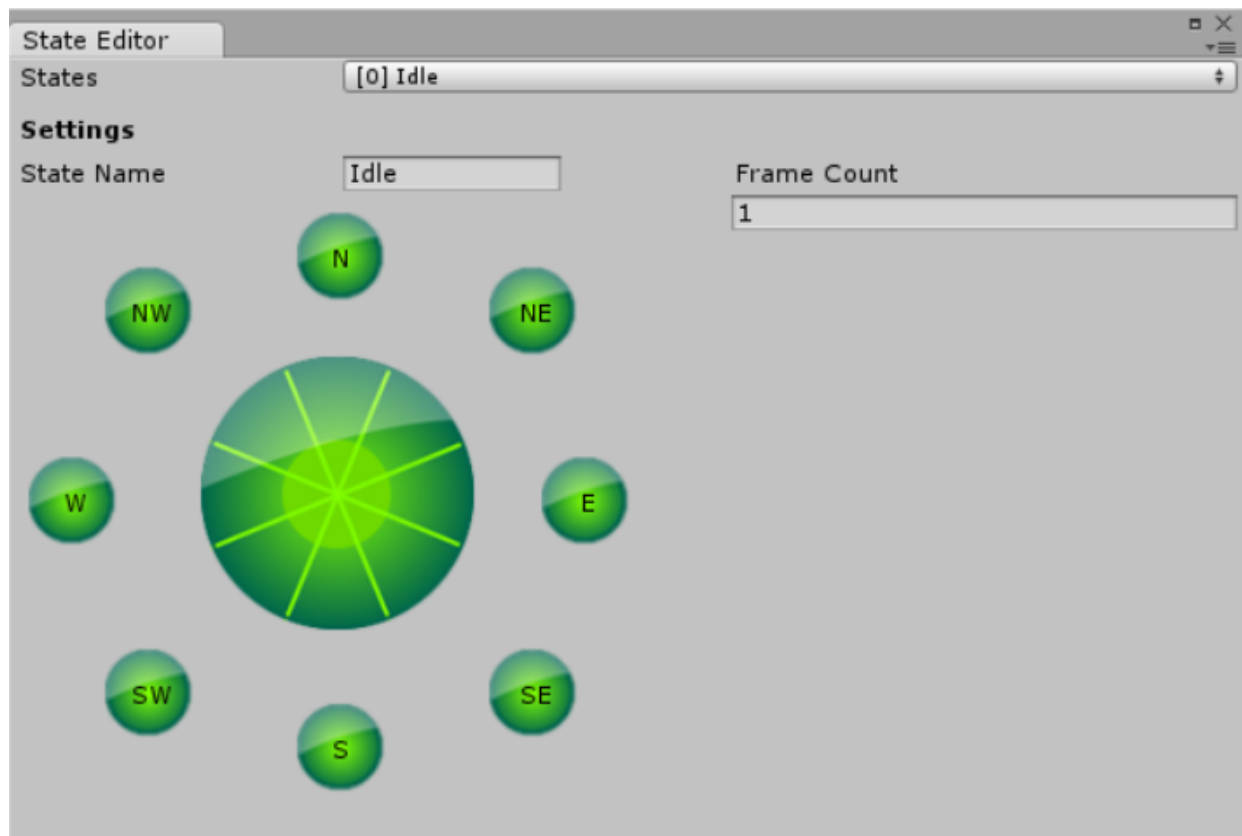 State Editor
States [0] Idle
Settings
State Name Idle Frame Count
1
N
NW NE
W E
SW SE
S